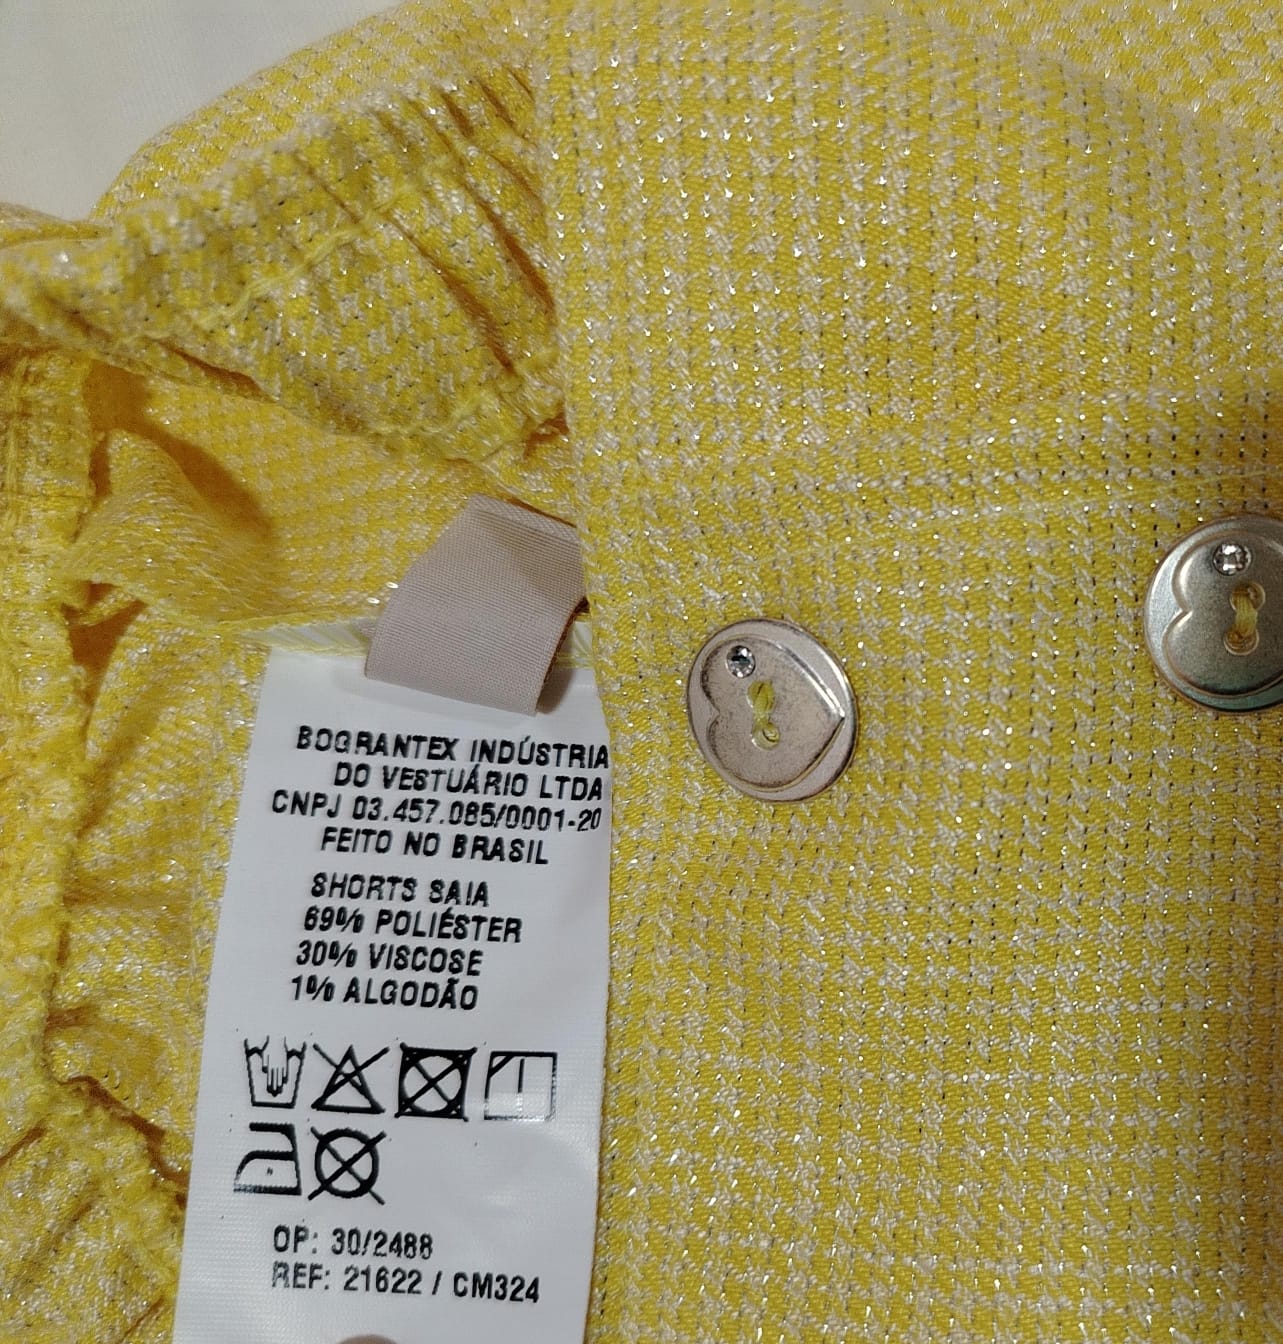 BOGRANTEX INDÚSTRIA
DO VESTUÁRIO LTDA
CNPJ 03.457.085/0001-20
FEITO NO BRASIL
SHORTS SAIA
69% POLIÉSTER
30% VISCOSE
1% ALGODÃO
OP: 30/2488
REF: 21622 / CM324